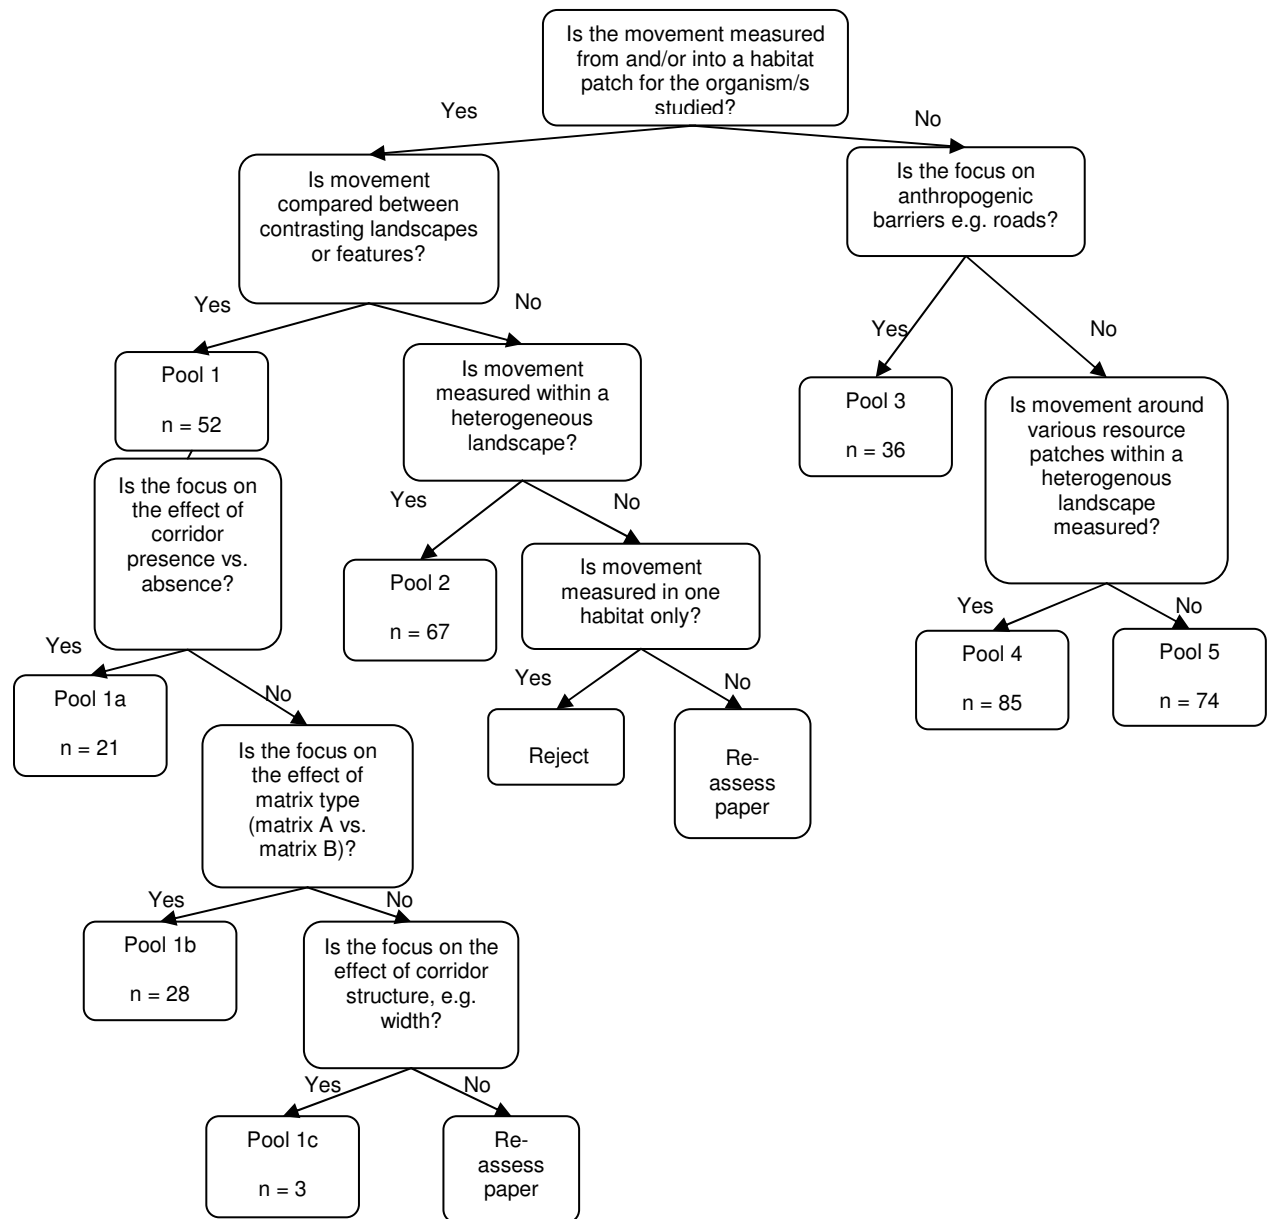 Is the movement measured
from and/or into a habitat
patch for the organism/s
studied?
Yes
No
Is movement
compared between
contrasting landscapes
or features?
Is the focus on
anthropogenic
barriers e.g. roads?
Yes
No
Yes
No
Pool 1
n = 52
Is movement
measured within a
heterogeneous
landscape?
Pool 3
n = 36
Is movement around
various resource
patches within a
heterogenous
landscape
measured?
Is the focus on
the effect of
corridor
presence vs.
absence?
Yes
No
Pool 2
n = 67
Is movement
measured in one
habitat only?
Yes
No
Pool 4
n = 85
Pool 5
n = 74
Yes
No
Pool 1a
n = 21
Yes
No
Reject
Re-
assess
paper
Is the focus on
the effect of
matrix type
(matrix A vs.
matrix B)?
Yes
No
Pool 1b
n = 28
Is the focus on the
effect of corridor
structure, e.g.
width?
Yes
No
Pool 1c
n = 3
Re-
assess
paper